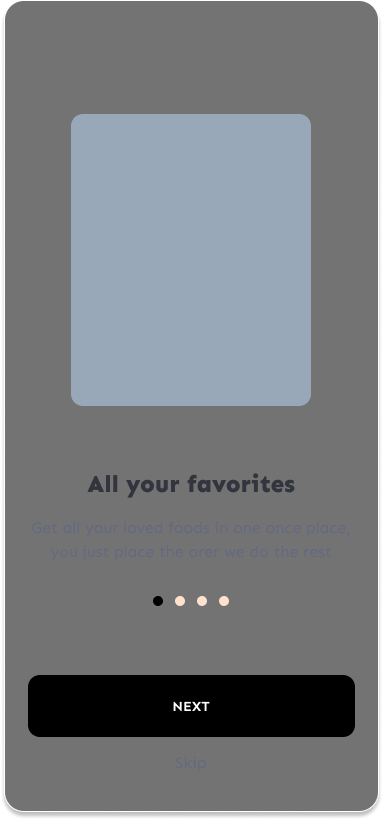 All your favorites
Get all your loved foods in one once place,
you just place the orer we do the rest
NEXT
Skip